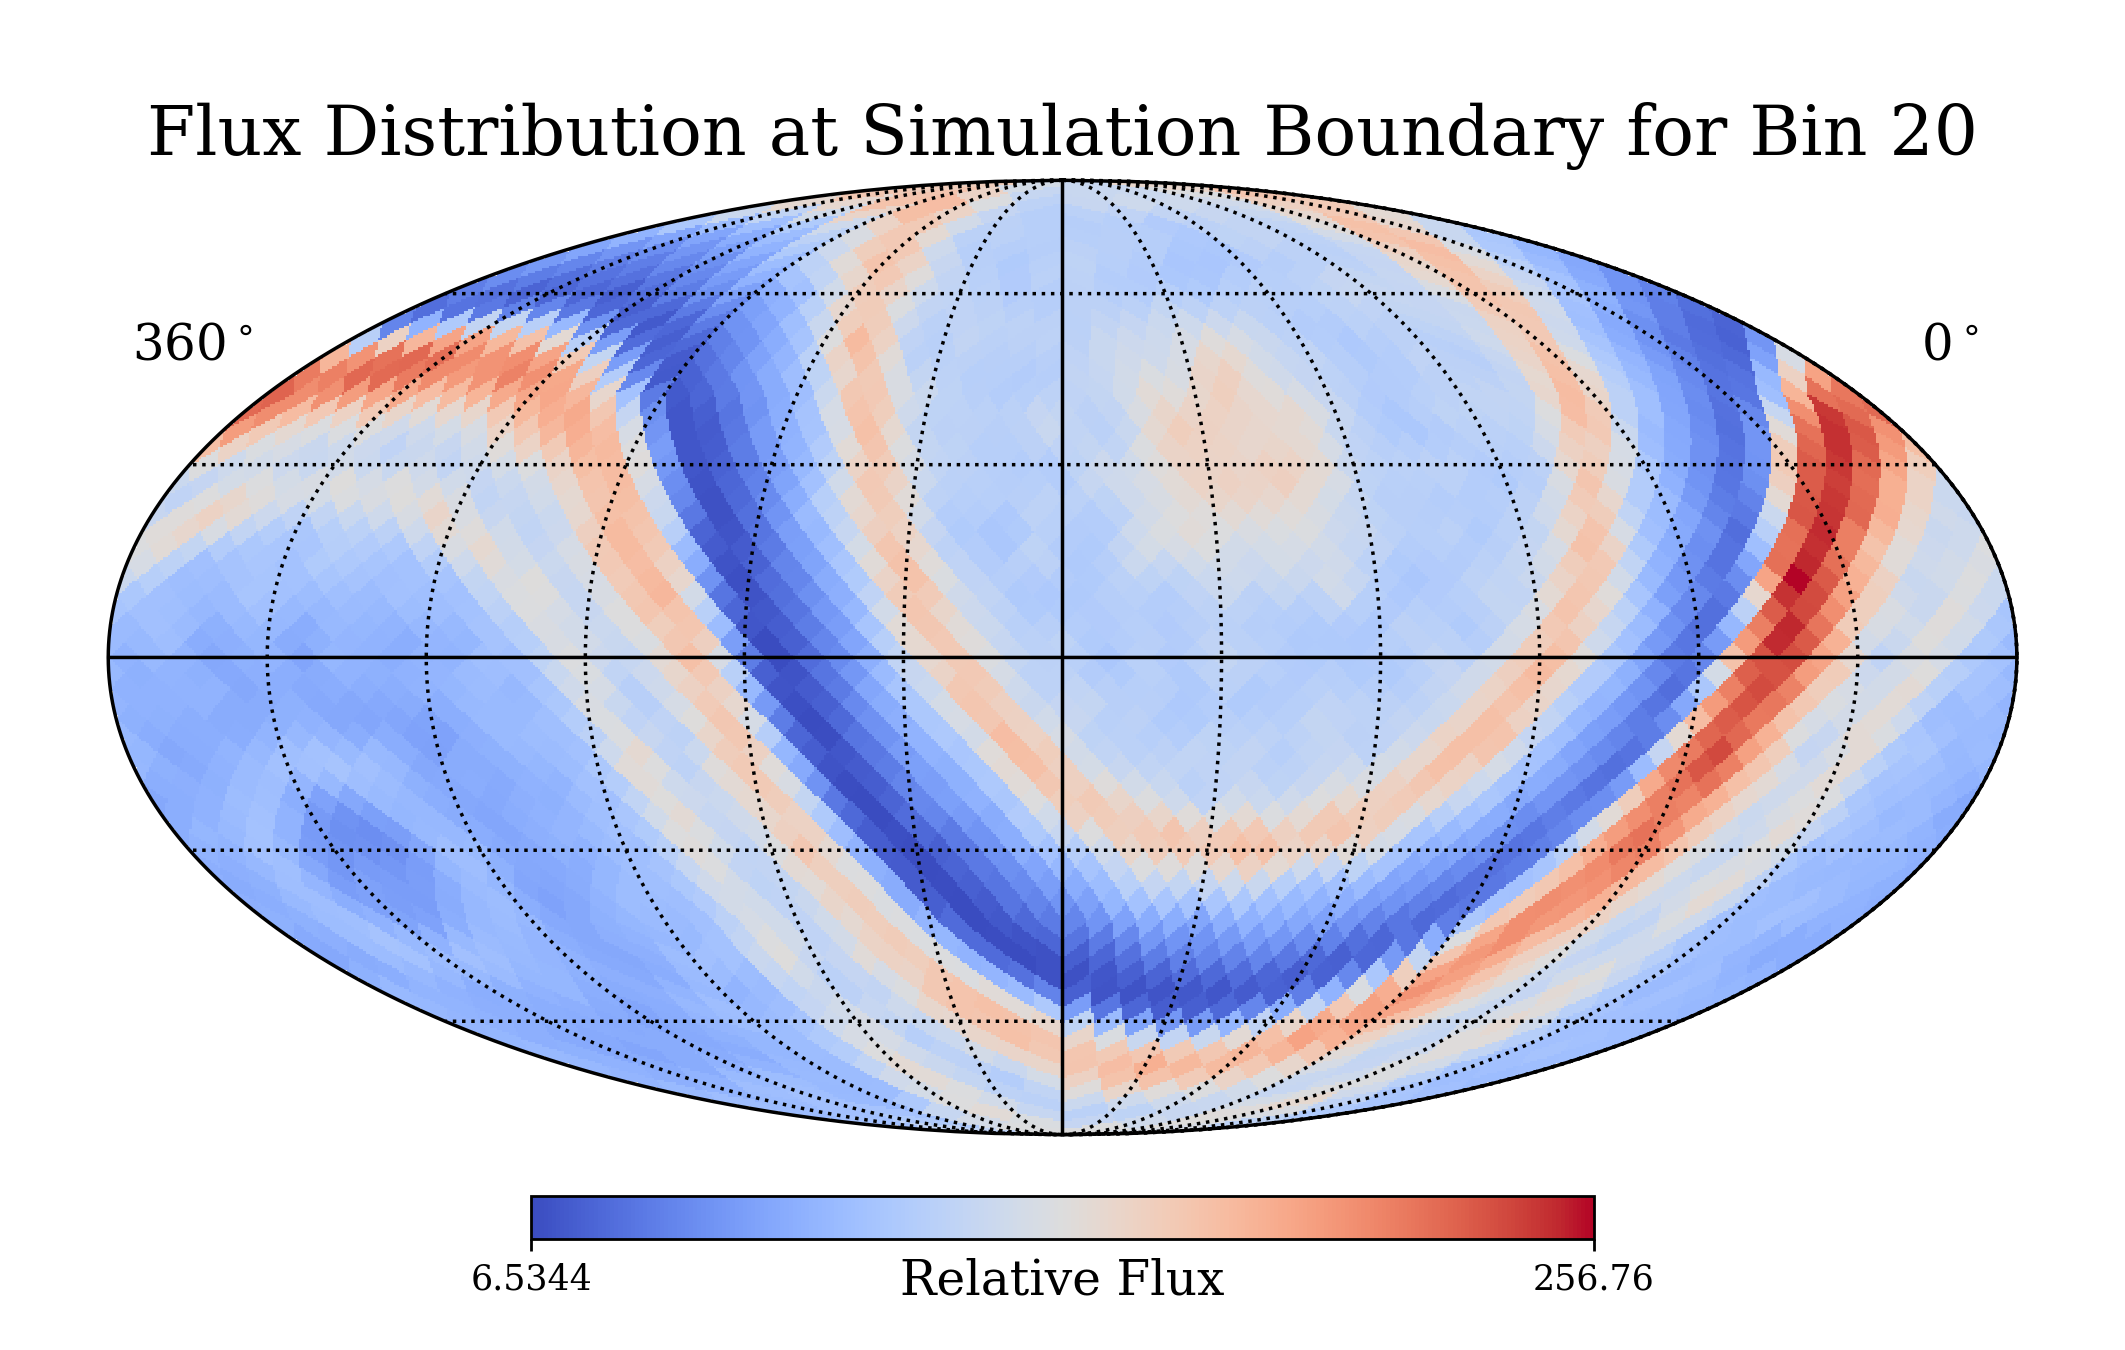 Flux Distribution at Simulation Boundary for Bin 20
360°
0°
6.5344
Relative Flux
256.76